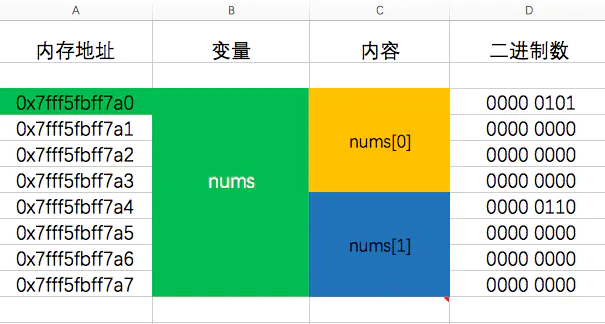 A B C D
内存地址 变量 内容 二进制数
0x7fff5fbff7a0 0000 0101
0x7fff5fbff7a1 0000 0000
nums[0]
0x7fff5fbff7a2 0000 0000
0x7fff5fbff7a3 0000 0000
nums
0x7fff5fbff7a4 0000 0110
0x7fff5fbff7a5 0000 0000
nums[1]
0x7fff5fbff7a6 0000 0000
0x7fff5fbff7a7 0000 0000